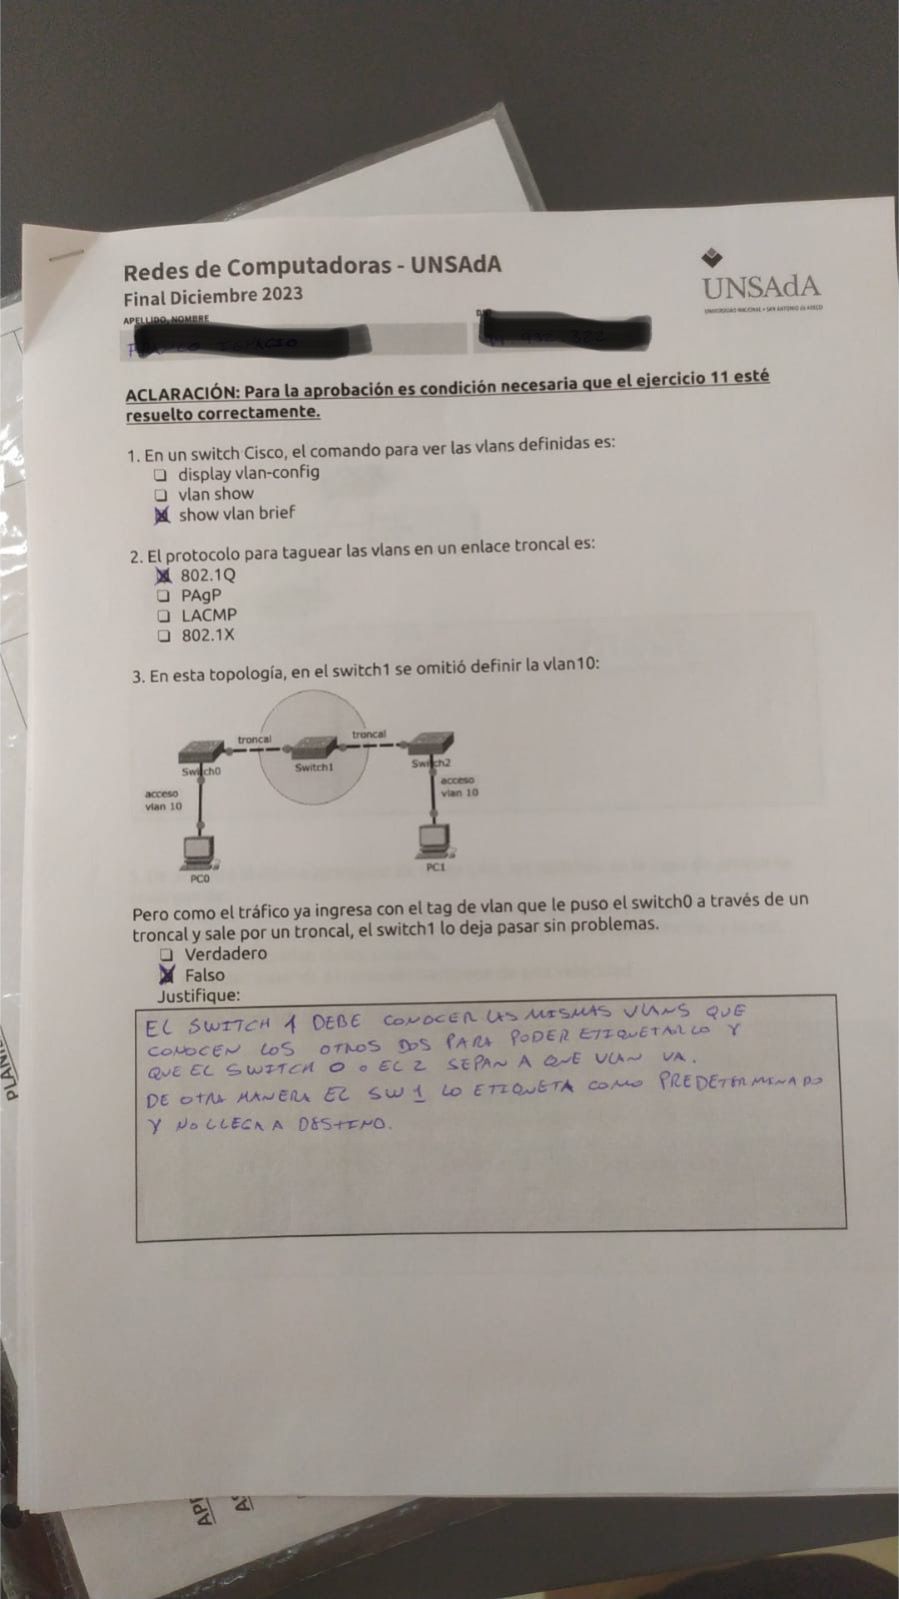 Redes de Computadoras - UNSAdA
Final Diciembre 2023
UNSAdA
UNIVERSIDAD NACIONAL • SAN ANTONIO DE ARECO
APELLIDO, NOMBRE
ACLARACIÓN: Para la aprobación es condición necesaria que el ejercicio 11 esté
resuelto correctamente.
1. En un switch Cisco, el comando para ver las vlans definidas es:
display vlan-config
vlan show
show vlan brief
2. El protocolo para taguear las vlans en un enlace troncal es:
802.1Q
PAgP
LACMP
802.1X
3. En esta topología, en el switch1 se omitió definir la vlan10:
troncal troncal
Switch0 Switch1 Switch2
acceso
vlan 10
acceso
vlan 10
PC0 PC1
Pero como el tráfico ya ingresa con el tag de vlan que le puso el switch0 a través de un
troncal y sale por un troncal, el switch1 lo deja pasar sin problemas.
Verdadero
Falso
Justifique:
EL SWITCH 1 DEBE CONOCER LAS MISMAS VLANS QUE
CONOCEN LOS OTROS DOS PARA PODER ETIQUETARLO Y
QUE EL SWITCH 0 O EL 2 SEPAN A QUE VLAN VA.
DE OTRA MANERA EL SW 1 LO ETIQUETA COMO PREDETERMINADO
Y NO LLEGA A DESTINO.